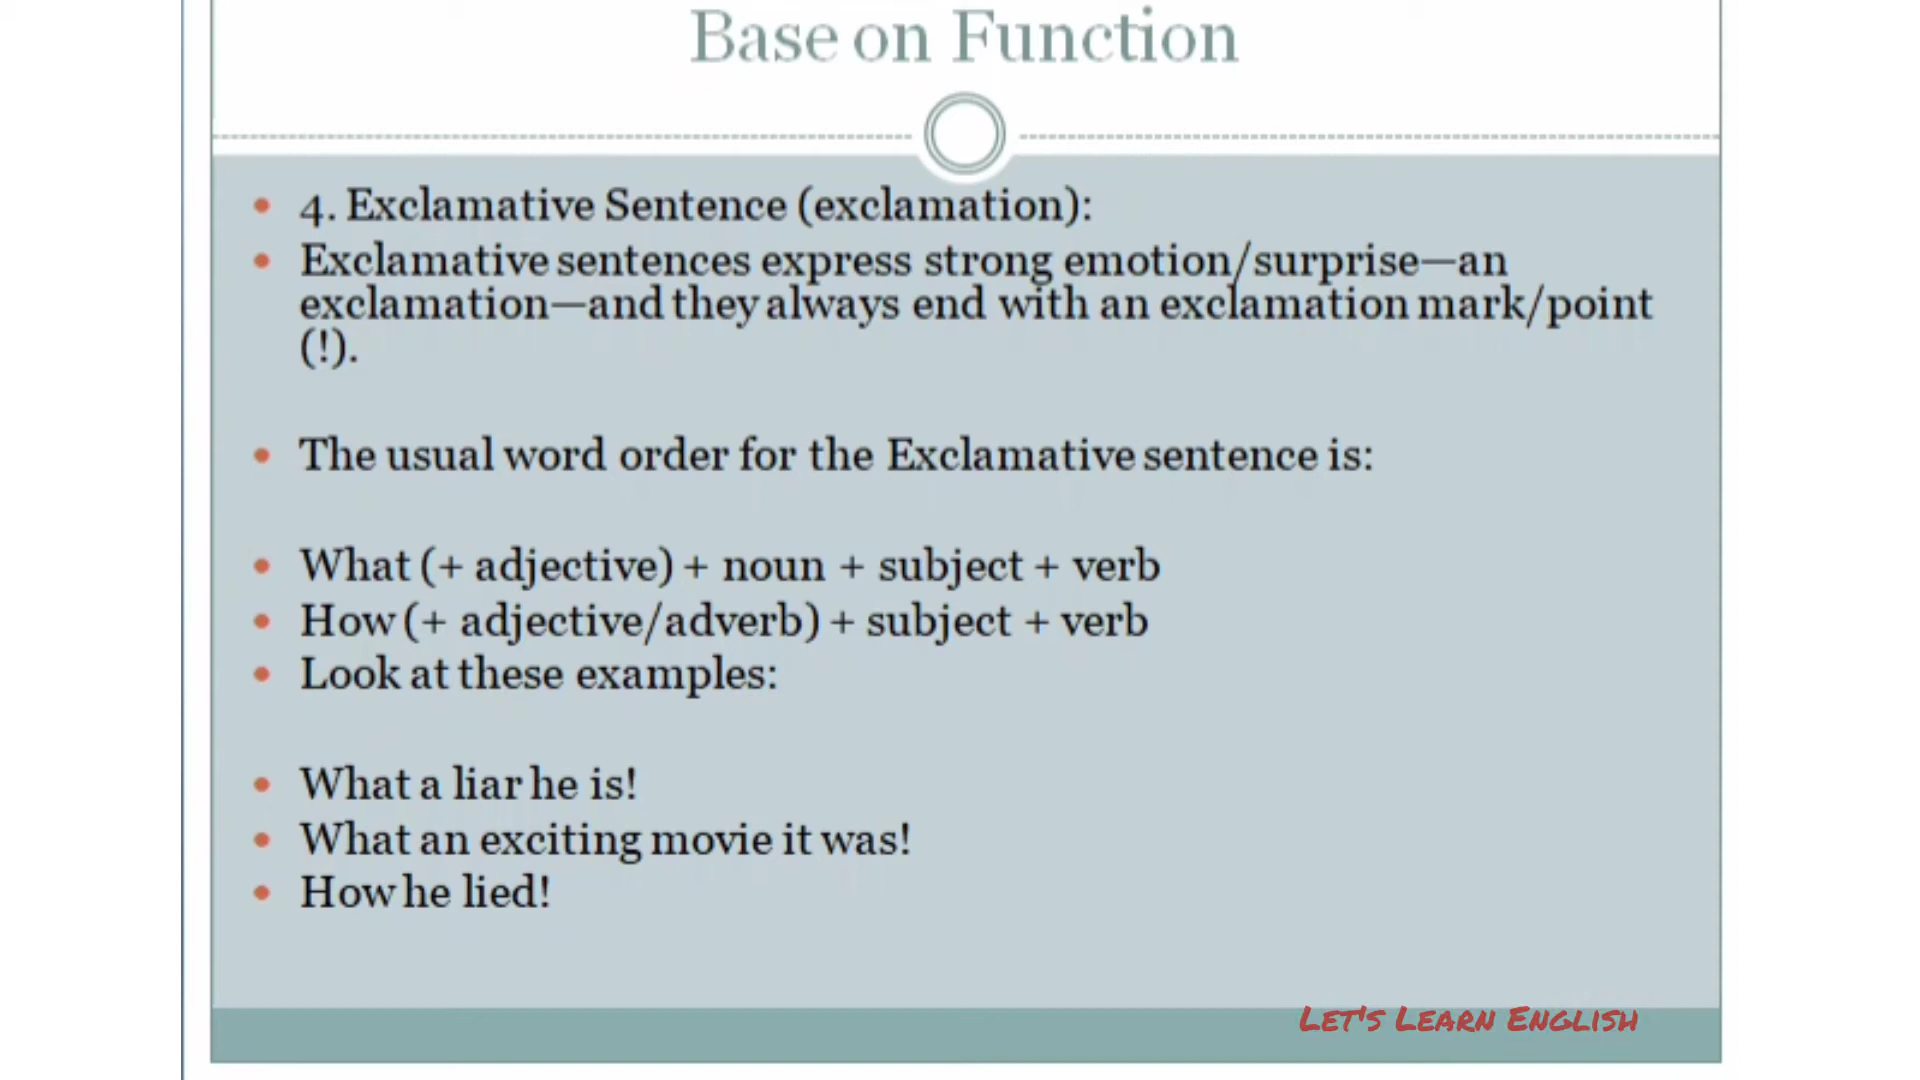 Base on Function
4. Exclamative Sentence (exclamation):
Exclamative sentences express strong emotion/surprise—an
exclamation—and they always end with an exclamation mark/point
(!).
The usual word order for the Exclamative sentence is:
What (+ adjective) + noun + subject + verb
How (+ adjective/adverb) + subject + verb
Look at these examples:
What a liar he is!
What an exciting movie it was!
How he lied!
Let's Learn English